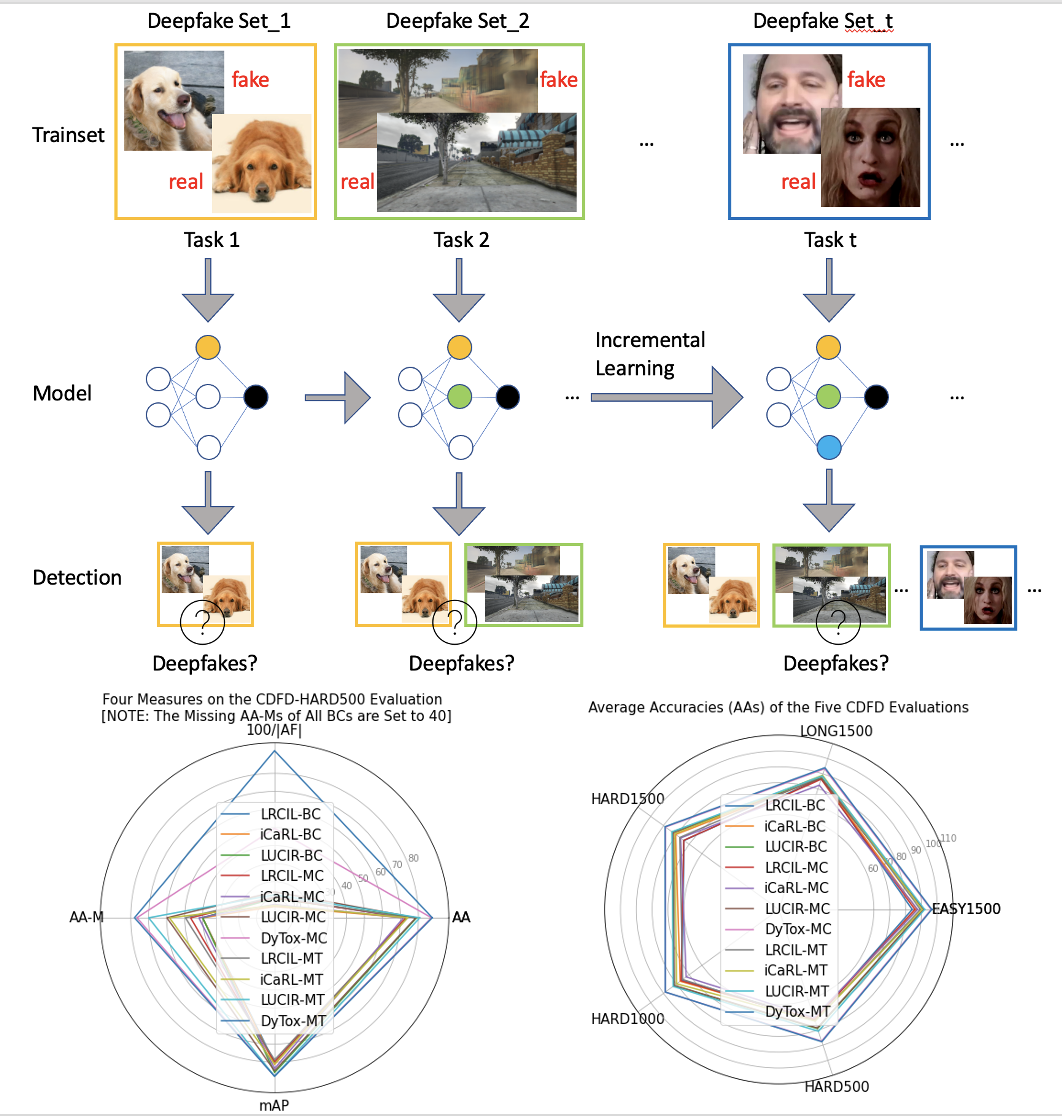 Deepfake Set_1
Deepfake Set_2
Deepfake Set_t
Trainset
fake
real
fake
real
...
fake
real
...
Task 1
Task 2
Task t
Model
...
Incremental
Learning
...
Detection
...
...
?
?
?
Deepfakes?
Deepfakes?
Deepfakes?
Four Measures on the CDFD-HARD500 Evaluation
[NOTE: The Missing AA-Ms of All BCs are Set to 40]
100/|AF|
AA-M
AA
mAP
40
50
60
70
80
LRCIL-BC
iCaRL-BC
LUCIR-BC
LRCIL-MC
iCaRL-MC
LUCIR-MC
DyTox-MC
LRCIL-MT
iCaRL-MT
LUCIR-MT
DyTox-MT
Average Accuracies (AAs) of the Five CDFD Evaluations
LONG1500
HARD1500
EASY1500
HARD1000
HARD500
60
80
90
100
110
LRCIL-BC
iCaRL-BC
LUCIR-BC
LRCIL-MC
iCaRL-MC
LUCIR-MC
DyTox-MC
LRCIL-MT
iCaRL-MT
LUCIR-MT
DyTox-MT